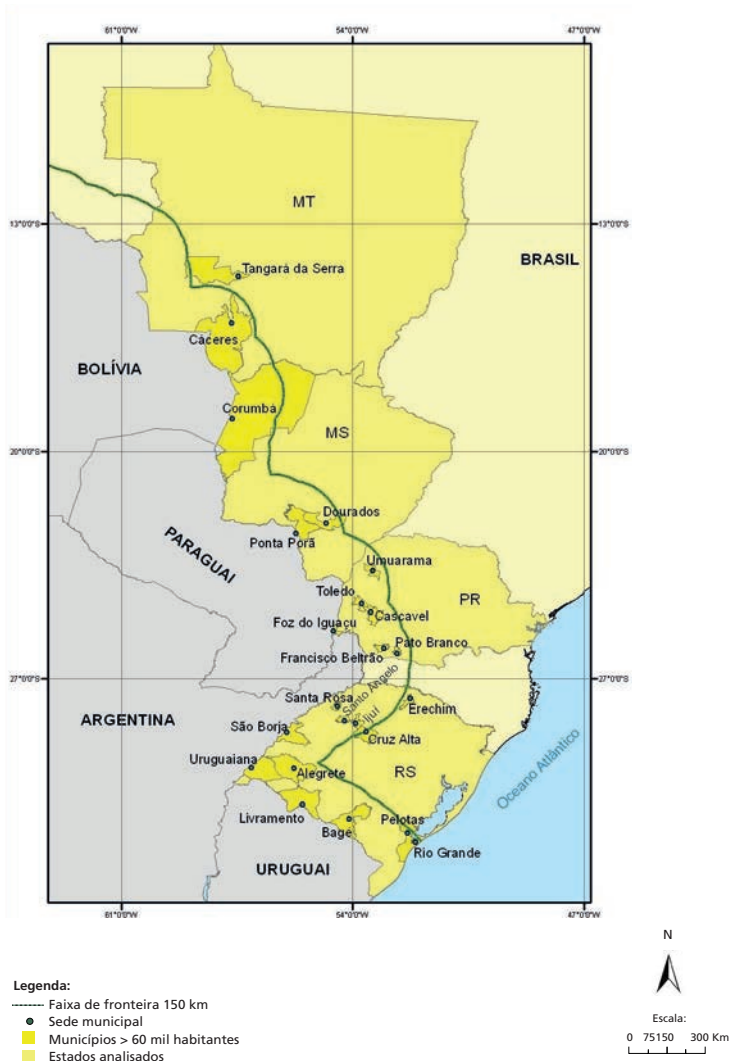 61°0'0"W
54°0'0"W
47°0'0"W
MT
13°0'0"S
13°0'0"S
BRASIL
Tangará da Serra
Cáceres
BOLÍVIA
Corumbá
MS
20°0'0"S
20°0'0"S
Dourados
Ponta Porã
PARAGUAI
Umuarama
Toledo
PR
Cascavel
Foz do Iguaçu
Pato Branco
Francisco Beltrão
27°0'0"S
27°0'0"S
Santa Rosa
Santo Angelo
Ijuí
Erechim
ARGENTINA
São Borja
Cruz Alta
Uruguaiana
Alegrete
RS
Oceano Atlântico
Livramento
Bagé
Pelotas
Rio Grande
URUGUAI
61°0'0"W
54°0'0"W
47°0'0"W
N
Legenda:
Faixa de fronteira 150 km
Sede municipal
Municípios > 60 mil habitantes
Estados analisados
Escala:
0 75150 300 Km